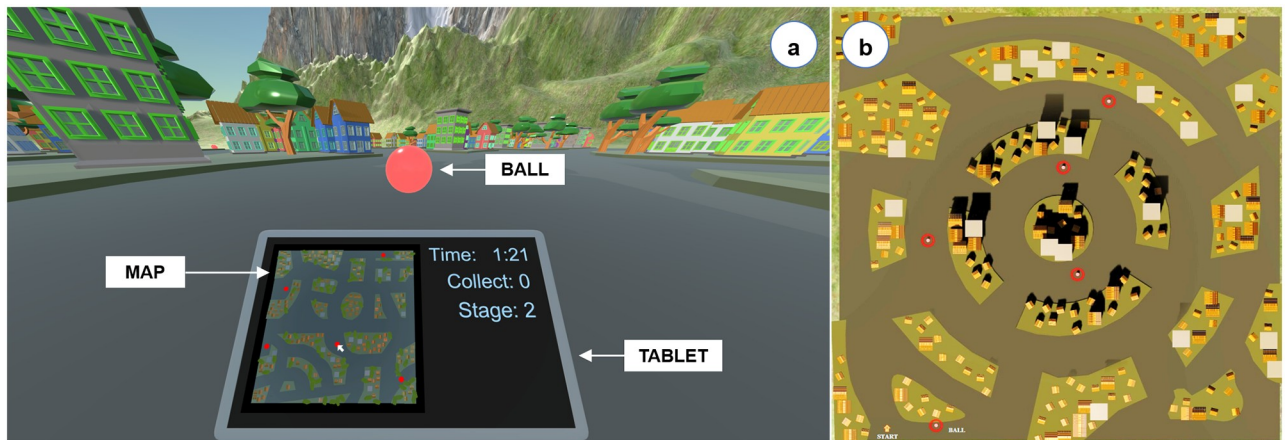 a
BALL
MAP
Time: 1:21
Collect: 0
Stage: 2
TABLET
b
START
BALL